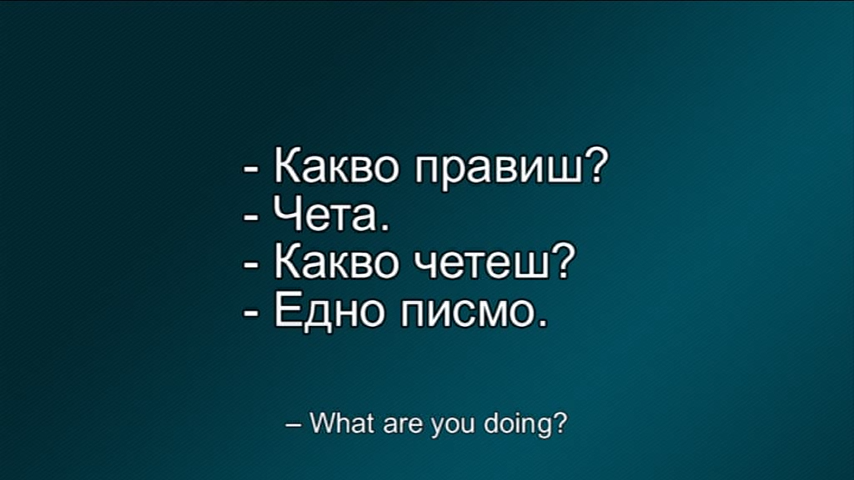 - Какво правиш?
- Чета.
- Какво четеш?
- Едно писмо.
– What are you doing?